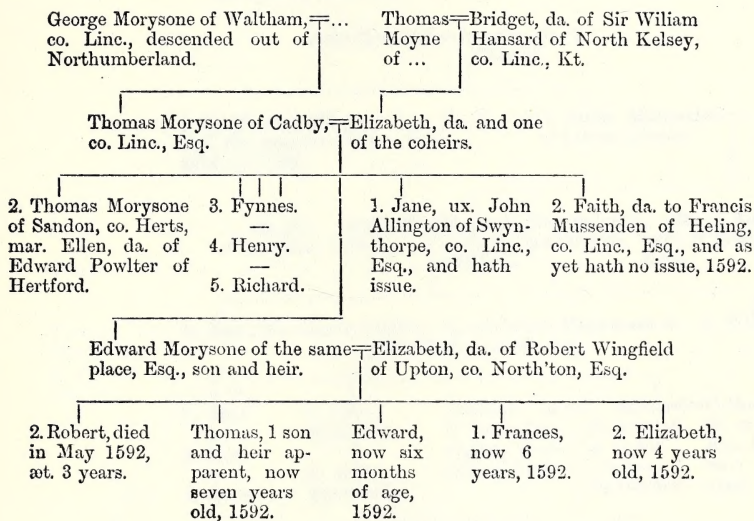 George Morysone of Waltham,
co. Linc., descended out of
Northumberland.
...
Thomas
Moyne
of ...
Bridget, da. of Sir Wiliam
Hansard of North Kelsey,
co. Linc., Kt.
Thomas Morysone of Cadby,
co. Linc., Esq.
Elizabeth, da. and one
of the coheirs.
2. Thomas Morysone
of Sandon, co. Herts,
mar. Ellen, da. of
Edward Powlter of
Hertford.
3. Fynnes.
—
4. Henry.
—
5. Richard.
1. Jane, ux. John
Allington of Swyn-
thorpe, co. Linc.,
Esq., and hath
issue.
2. Faith, da. to Francis
Mussenden of Heling,
co. Linc., Esq., and as
yet hath no issue, 1592.
Edward Morysone of the same
place, Esq., son and heir.
Elizabeth, da. of Robert Wingfield
of Upton, co. North'ton, Esq.
2. Robert, died
in May 1592,
æt. 3 years.
Thomas, 1 son
and heir ap-
parent, now
seven years
old, 1592.
Edward,
now six
months
of age,
1592.
1. Frances,
now 6
years, 1592.
2. Elizabeth,
now 4 years
old, 1592.